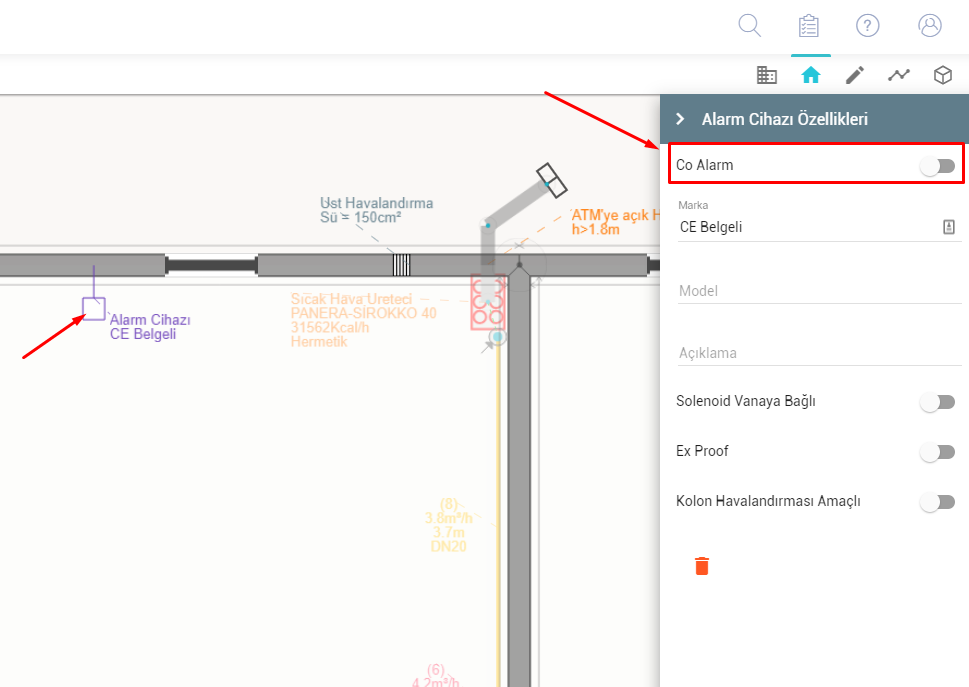 Alarm Cihazı Özellikleri
Co Alarm
Marka
CE Belgeli
Model
Açıklama
Solenoid Vanaya Bağlı
Ex Proof
Kolon Havalandırması Amaçlı
Üst Havalandırma
Sü = 150cm²
ATM'ye açık H
h>1.8m
Sıcak Hava Üreteci
PANERA-SİROKKO 40
31562Kcal/h
Hermetik
Alarm Cihazı
CE Belgeli
(8)
3.8m³/h
3.7m
DN20
(6)
4.2m³/h